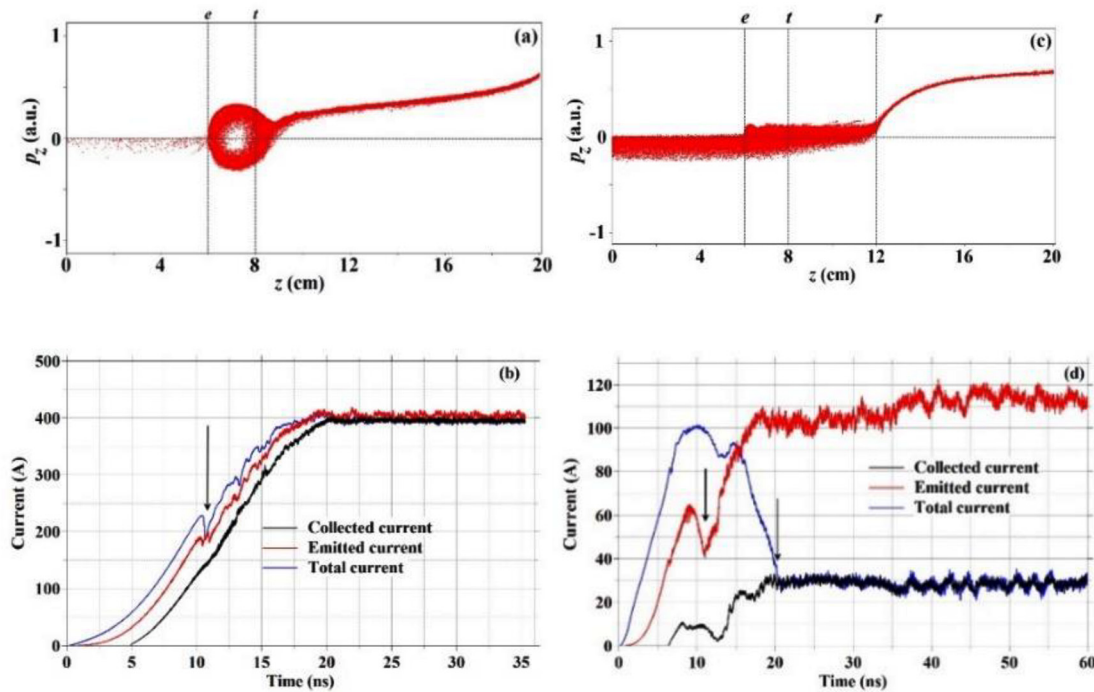 e t
(a)
1
0
-1
p_z (a.u.)
0 4 6 8 12 16 20
z (cm)
e t r
(c)
1
0
-1
p_z (a.u.)
0 4 6 8 12 16 20
z (cm)
500
400
300
200
100
0
Current (A)
(b)
Collected current
Emitted current
Total current
0 5 10 15 20 25 30 35
Time (ns)
120
100
80
60
40
20
0
Current (A)
(d)
Collected current
Emitted current
Total current
0 10 20 30 40 50 60
Time (ns)